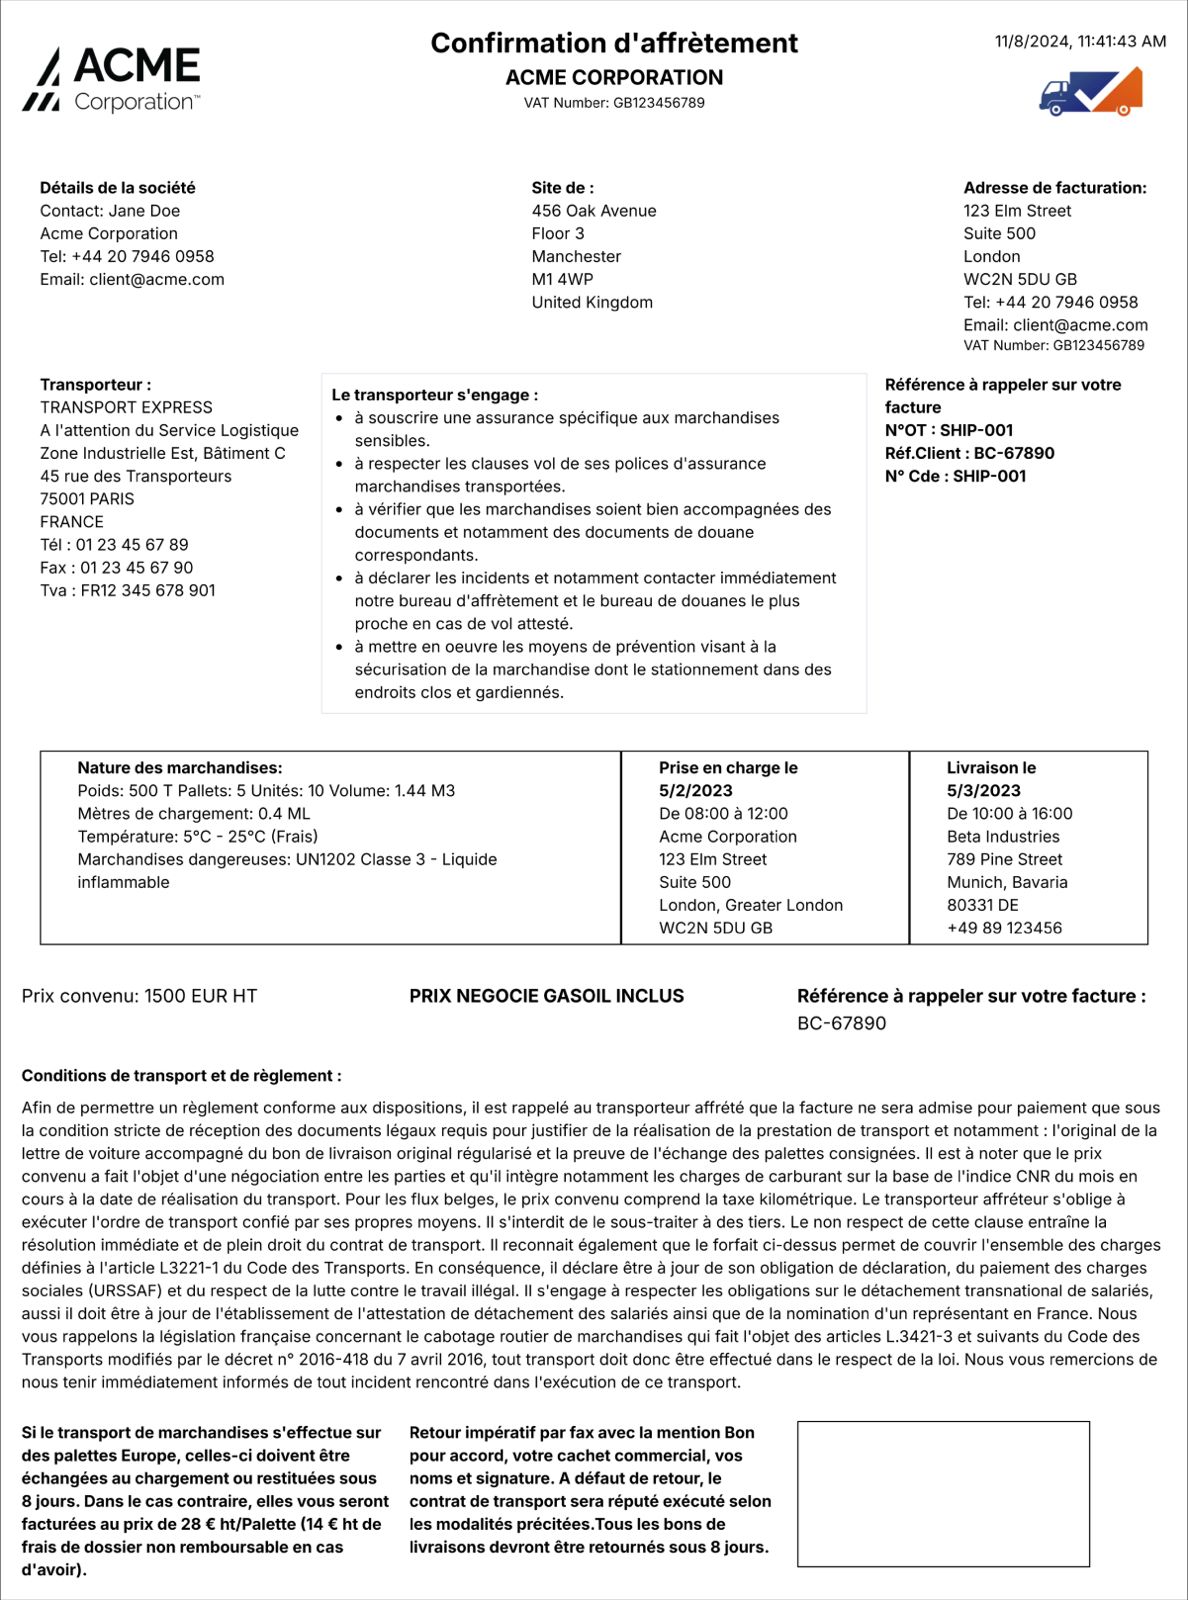 ACME
Corporation™
Confirmation d'affrètement
ACME CORPORATION
VAT Number: GB123456789
11/8/2024, 11:41:43 AM
Détails de la société
Contact: Jane Doe
Acme Corporation
Tel: +44 20 7946 0958
Email: client@acme.com
Site de :
456 Oak Avenue
Floor 3
Manchester
M1 4WP
United Kingdom
Adresse de facturation:
123 Elm Street
Suite 500
London
WC2N 5DU GB
Tel: +44 20 7946 0958
Email: client@acme.com
VAT Number: GB123456789
Transporteur :
TRANSPORT EXPRESS
A l'attention du Service Logistique
Zone Industrielle Est, Bâtiment C
45 rue des Transporteurs
75001 PARIS
FRANCE
Tél : 01 23 45 67 89
Fax : 01 23 45 67 90
Tva : FR12 345 678 901
Le transporteur s'engage :
• à souscrire une assurance spécifique aux marchandises
sensibles.
• à respecter les clauses vol de ses polices d'assurance
marchandises transportées.
• à vérifier que les marchandises soient bien accompagnées des
documents et notamment des documents de douane
correspondants.
• à déclarer les incidents et notamment contacter immédiatement
notre bureau d'affrètement et le bureau de douanes le plus
proche en cas de vol attesté.
• à mettre en oeuvre les moyens de prévention visant à la
sécurisation de la marchandise dont le stationnement dans des
endroits clos et gardiennés.
Référence à rappeler sur votre
facture
N°OT : SHIP-001
Réf.Client : BC-67890
N° Cde : SHIP-001
Nature des marchandises:
Poids: 500 T Pallets: 5 Unités: 10 Volume: 1.44 M3
Mètres de chargement: 0.4 ML
Température: 5°C - 25°C (Frais)
Marchandises dangereuses: UN1202 Classe 3 - Liquide
inflammable
Prise en charge le
5/2/2023
De 08:00 à 12:00
Acme Corporation
123 Elm Street
Suite 500
London, Greater London
WC2N 5DU GB
Livraison le
5/3/2023
De 10:00 à 16:00
Beta Industries
789 Pine Street
Munich, Bavaria
80331 DE
+49 89 123456
Prix convenu: 1500 EUR HT
PRIX NEGOCIE GASOIL INCLUS
Référence à rappeler sur votre facture :
BC-67890
Conditions de transport et de règlement :
Afin de permettre un règlement conforme aux dispositions, il est rappelé au transporteur affrété que la facture ne sera admise pour paiement que sous
la condition stricte de réception des documents légaux requis pour justifier de la réalisation de la prestation de transport et notamment : l'original de la
lettre de voiture accompagné du bon de livraison original régularisé et la preuve de l'échange des palettes consignées. Il est à noter que le prix
convenu a fait l'objet d'une négociation entre les parties et qu'il intègre notamment les charges de carburant sur la base de l'indice CNR du mois en
cours à la date de réalisation du transport. Pour les flux belges, le prix convenu comprend la taxe kilométrique. Le transporteur affréteur s'oblige à
exécuter l'ordre de transport confié par ses propres moyens. Il s'interdit de le sous-traiter à des tiers. Le non respect de cette clause entraîne la
résolution immédiate et de plein droit du contrat de transport. Il reconnait également que le forfait ci-dessus permet de couvrir l'ensemble des charges
définies à l'article L3221-1 du Code des Transports. En conséquence, il déclare être à jour de son obligation de déclaration, du paiement des charges
sociales (URSSAF) et du respect de la lutte contre le travail illégal. Il s'engage à respecter les obligations sur le détachement transnational de salariés,
aussi il doit être à jour de l'établissement de l'attestation de détachement des salariés ainsi que de la nomination d'un représentant en France. Nous
vous rappelons la législation française concernant le cabotage routier de marchandises qui fait l'objet des articles L.3421-3 et suivants du Code des
Transports modifiés par le décret n° 2016-418 du 7 avril 2016, tout transport doit donc être effectué dans le respect de la loi. Nous vous remercions de
nous tenir immédiatement informés de tout incident rencontré dans l'exécution de ce transport.
Si le transport de marchandises s'effectue sur
des palettes Europe, celles-ci doivent être
échangées au chargement ou restituées sous
8 jours. Dans le cas contraire, elles vous seront
facturées au prix de 28 € ht/Palette (14 € ht de
frais de dossier non remboursable en cas
d'avoir).
Retour impératif par fax avec la mention Bon
pour accord, votre cachet commercial, vos
noms et signature. A défaut de retour, le
contrat de transport sera réputé exécuté selon
les modalités précitées.Tous les bons de
livraisons devront être retournés sous 8 jours.